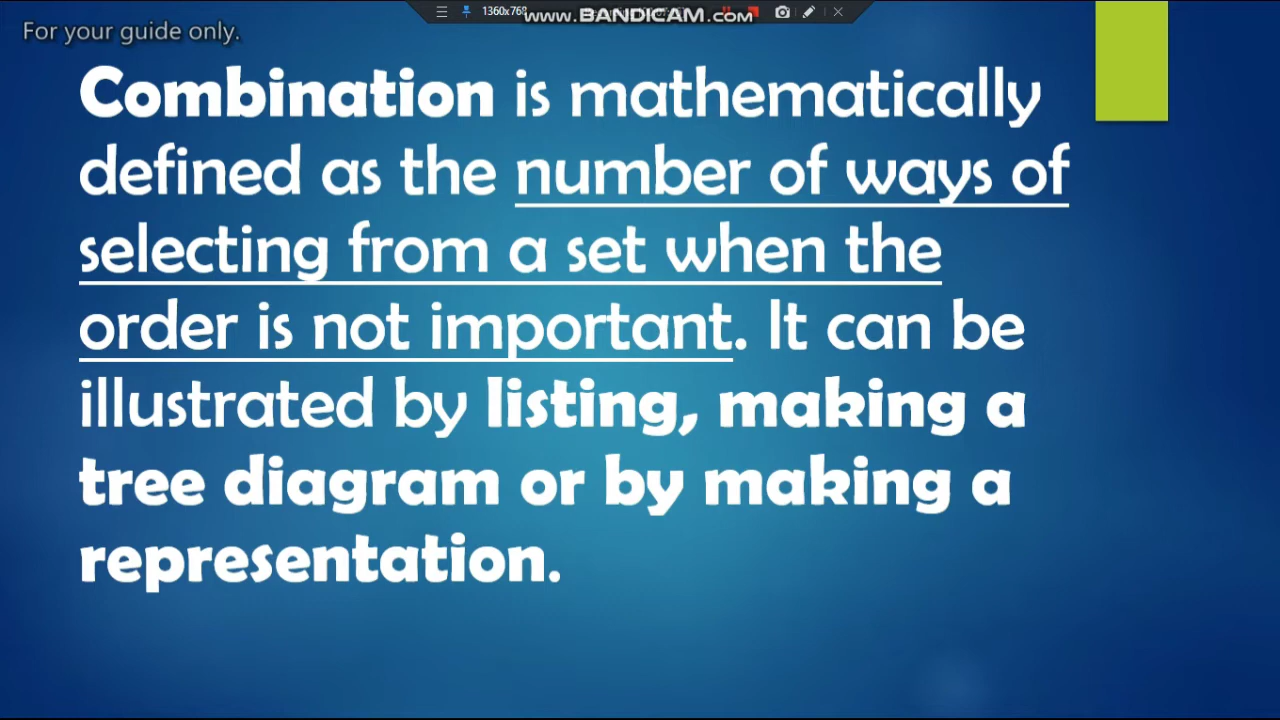 1360x768 www.BANDICAM.com
For your guide only.
Combination is mathematically
defined as the number of ways of
selecting from a set when the
order is not important. It can be
illustrated by listing, making a
tree diagram or by making a
representation.